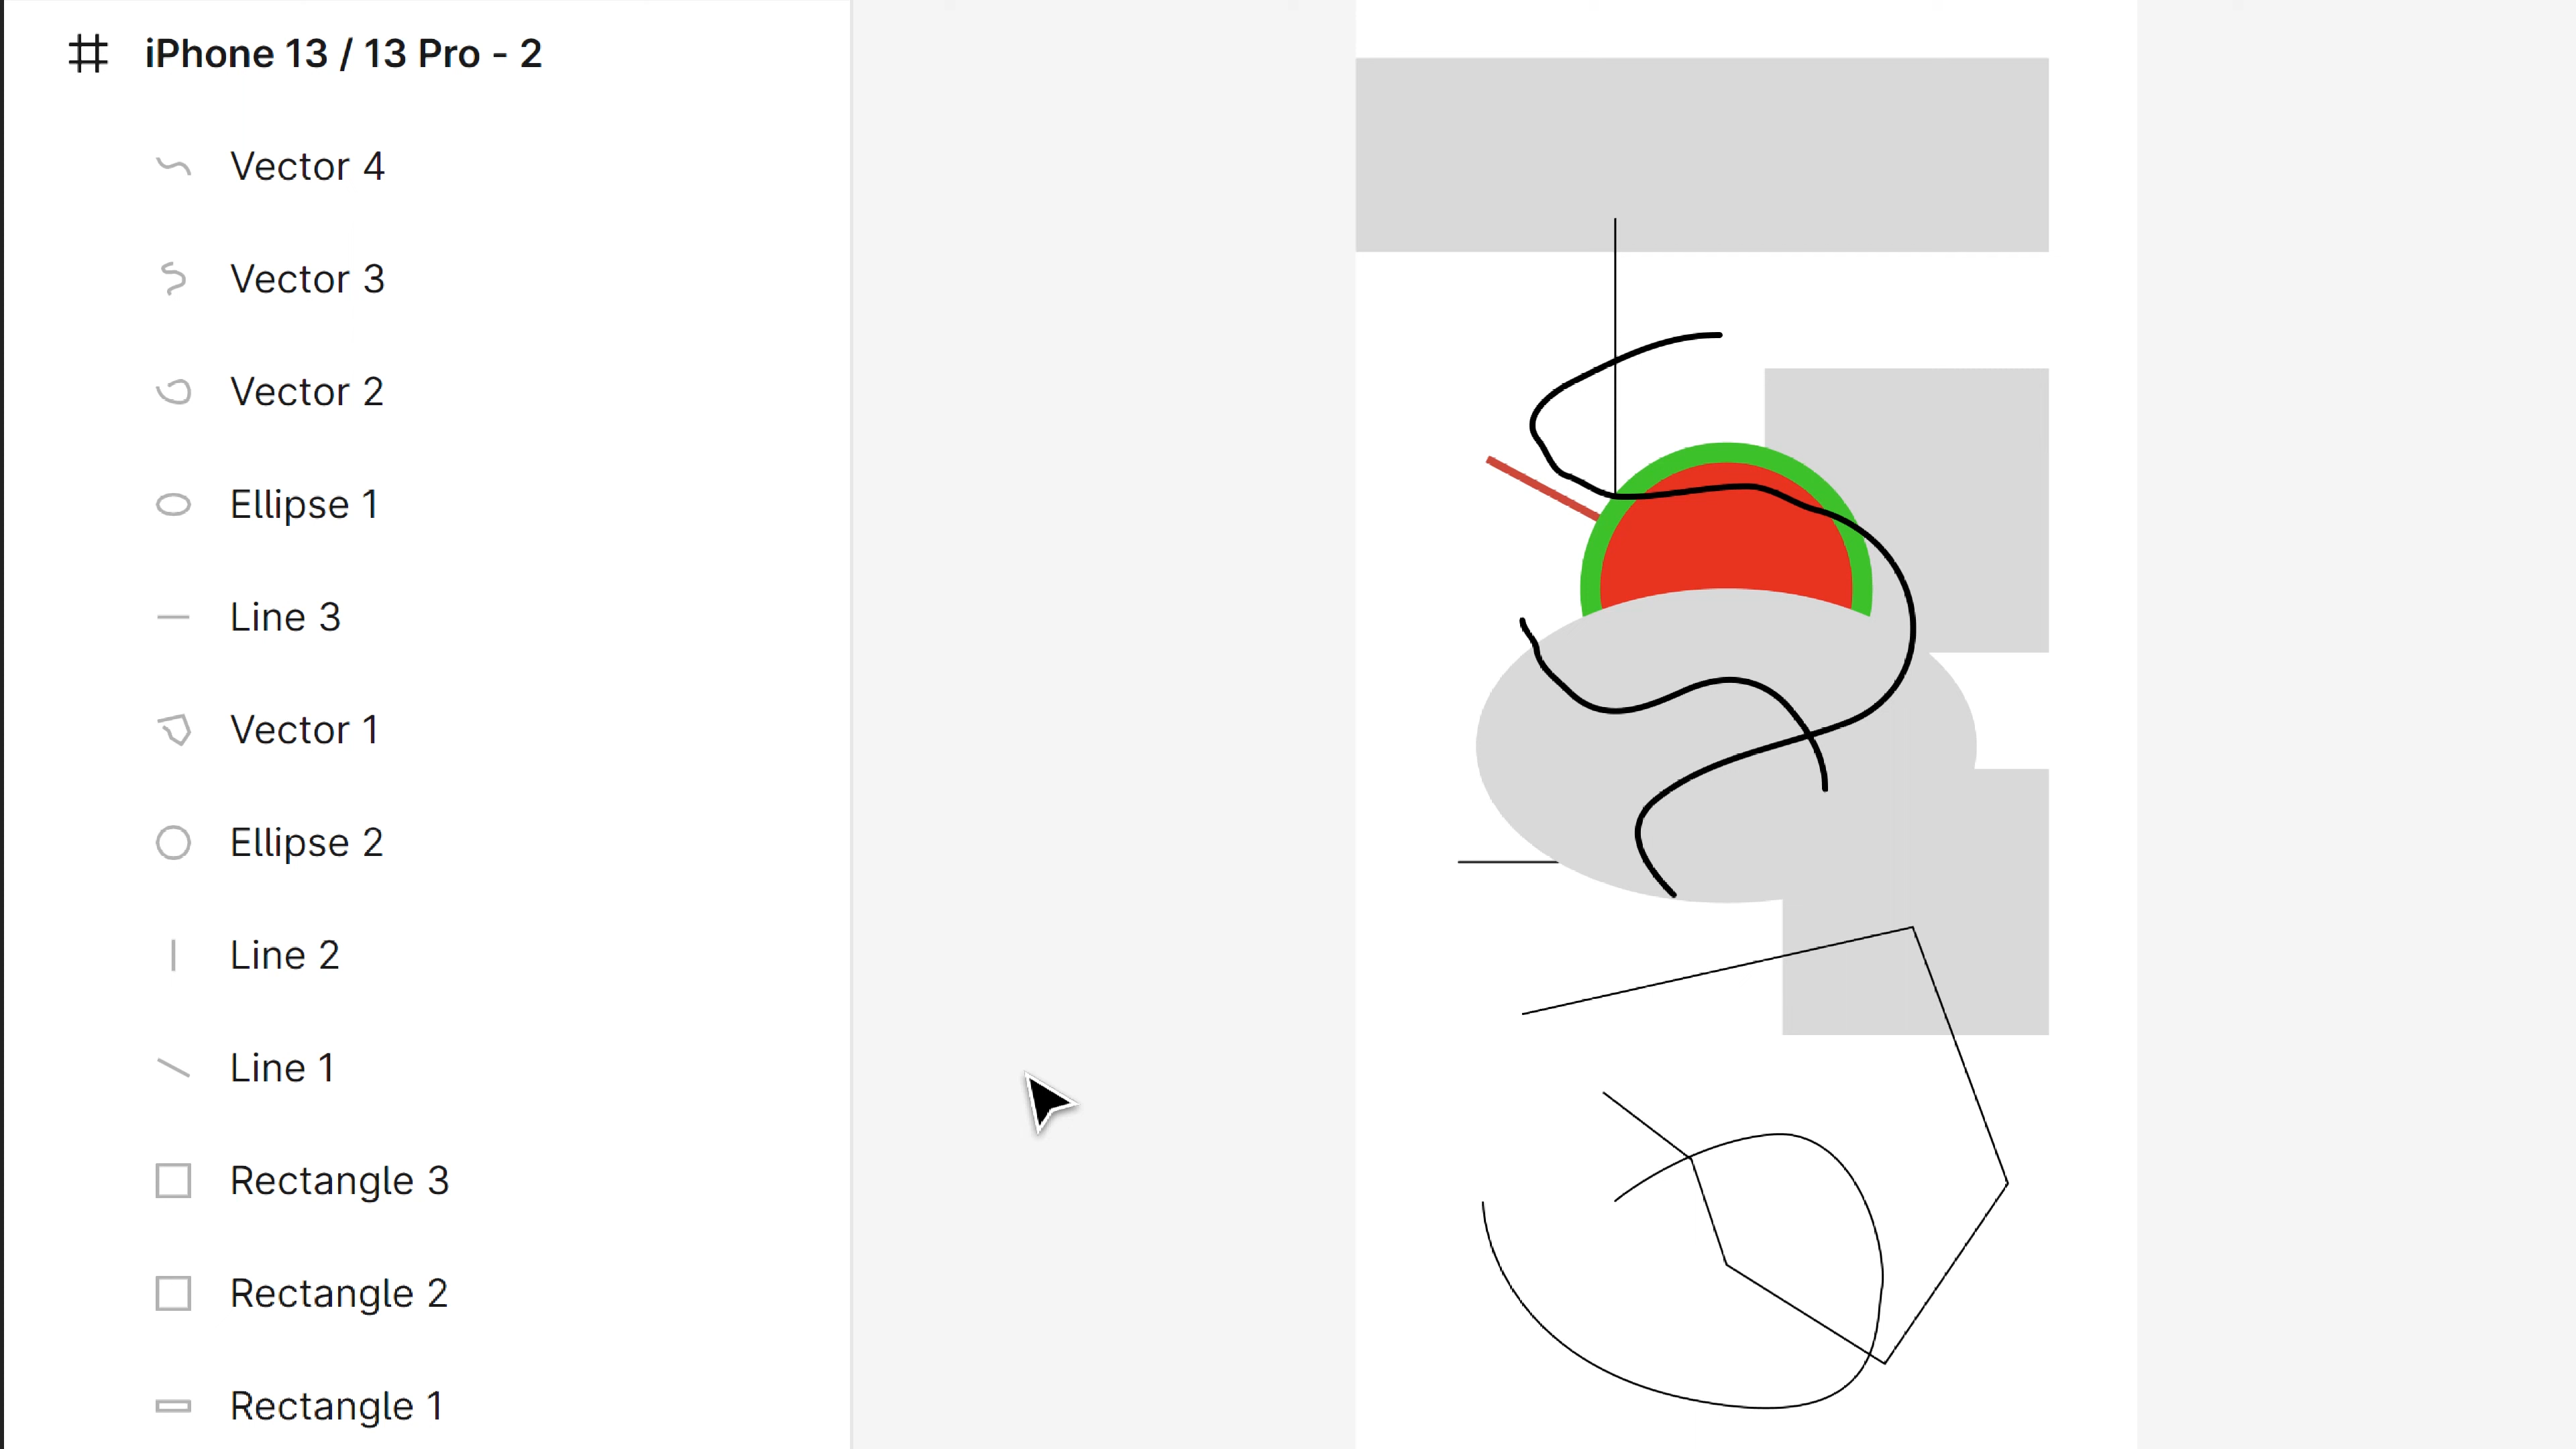 iPhone 13 / 13 Pro - 2
Vector 4
Vector 3
Vector 2
Ellipse 1
Line 3
Vector 1
Ellipse 2
Line 2
Line 1
Rectangle 3
Rectangle 2
Rectangle 1